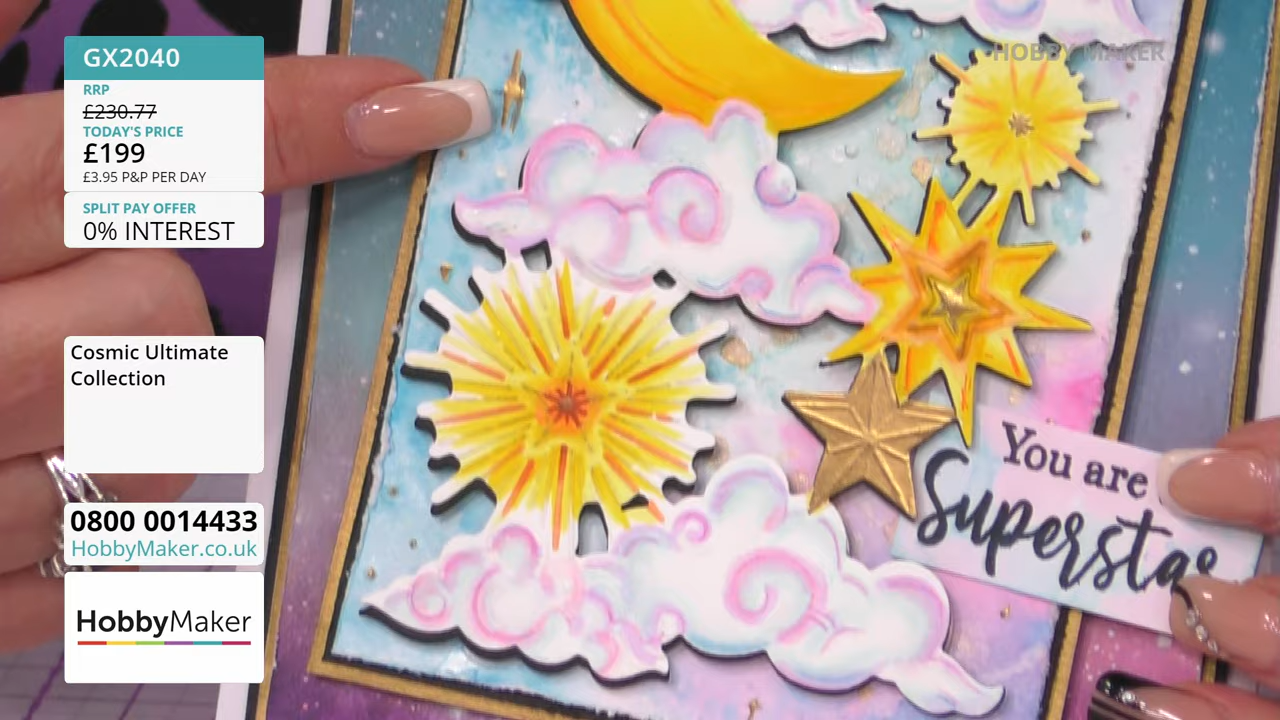 GX2040
RRP
£230.77
TODAY'S PRICE
£199
£3.95 P&P PER DAY
SPLIT PAY OFFER
0% INTEREST
Cosmic Ultimate
Collection
0800 0014433
HobbyMaker.co.uk
HobbyMaker
HOBBY MAKER
You are
Superstar